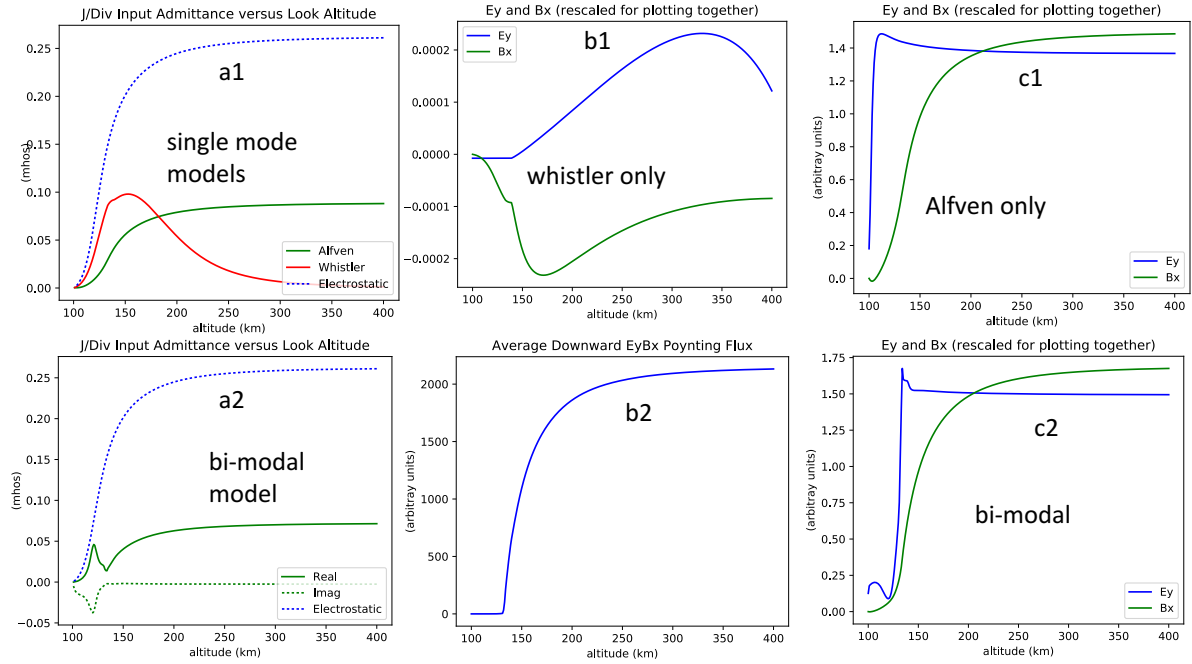 J/Div Input Admittance versus Look Altitude
a1
single mode
models
(mhos)
0.25
0.20
0.15
0.10
0.05
0.00
Alfven
Whistler
Electrostatic
100 150 200 250 300 350 400
altitude (km)
Ey and Bx (rescaled for plotting together)
b1
Ey
Bx
whistler only
0.0002
0.0001
0.0000
−0.0001
−0.0002
100 150 200 250 300 350 400
altitude (km)
Ey and Bx (rescaled for plotting together)
c1
Alfven only
(arbitray units)
1.4
1.2
1.0
0.8
0.6
0.4
0.2
0.0
Ey
Bx
100 150 200 250 300 350 400
altitude (km)
J/Div Input Admittance versus Look Altitude
a2
bi-modal
model
(mhos)
0.25
0.20
0.15
0.10
0.05
0.00
−0.05
Real
Imag
Electrostatic
100 150 200 250 300 350 400
altitude (km)
Average Downward EyBx Poynting Flux
b2
(arbitray units)
2000
1500
1000
500
0
100 150 200 250 300 350 400
altitude (km)
Ey and Bx (rescaled for plotting together)
c2
bi-modal
(arbitray units)
1.75
1.50
1.25
1.00
0.75
0.50
0.25
0.00
Ey
Bx
100 150 200 250 300 350 400
altitude (km)